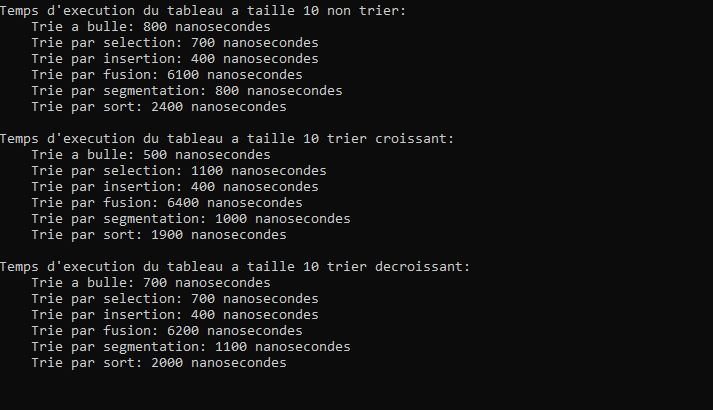 Temps d'execution du tableau a taille 10 non trier:
Trie a bulle: 800 nanosecondes
Trie par selection: 700 nanosecondes
Trie par insertion: 400 nanosecondes
Trie par fusion: 6100 nanosecondes
Trie par segmentation: 800 nanosecondes
Trie par sort: 2400 nanosecondes
Temps d'execution du tableau a taille 10 trier croissant:
Trie a bulle: 500 nanosecondes
Trie par selection: 1100 nanosecondes
Trie par insertion: 400 nanosecondes
Trie par fusion: 6400 nanosecondes
Trie par segmentation: 1000 nanosecondes
Trie par sort: 1900 nanosecondes
Temps d'execution du tableau a taille 10 trier decroissant:
Trie a bulle: 700 nanosecondes
Trie par selection: 700 nanosecondes
Trie par insertion: 400 nanosecondes
Trie par fusion: 6200 nanosecondes
Trie par segmentation: 1100 nanosecondes
Trie par sort: 2000 nanosecondes